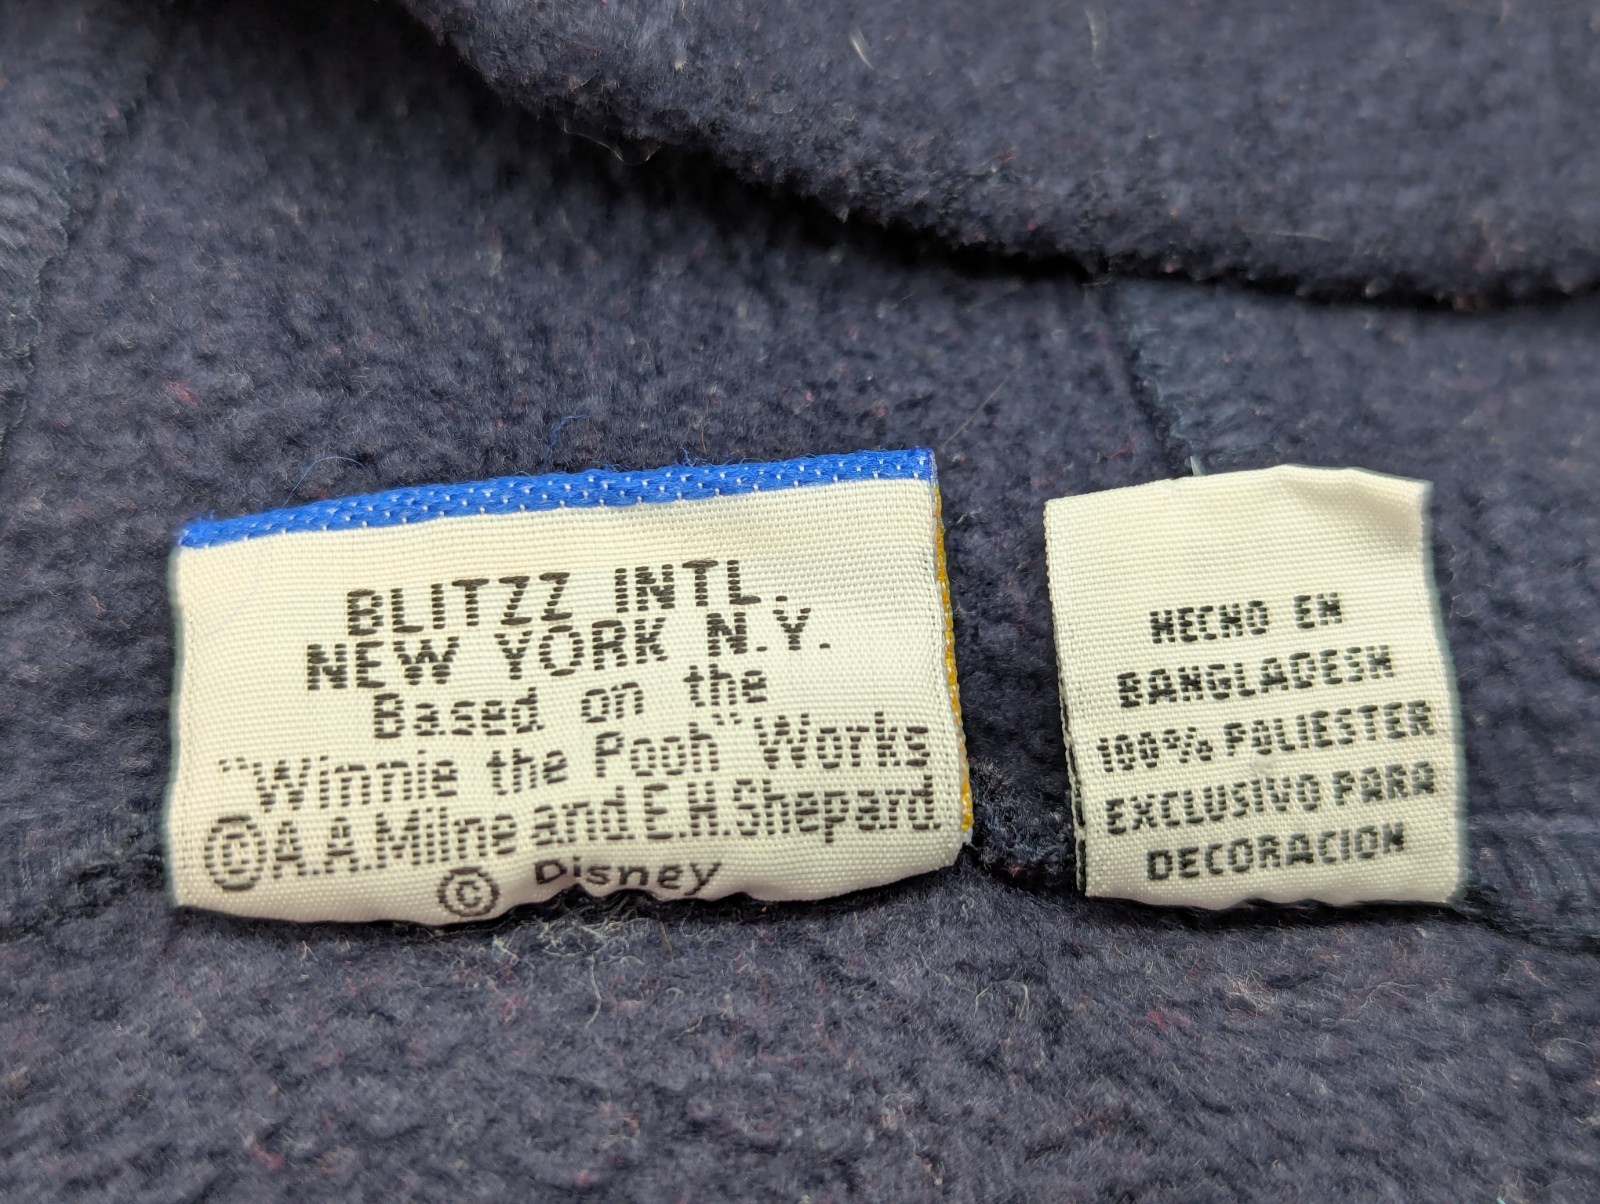 BLITZZ INTL.
NEW YORK N.Y.
Based on the
"Winnie the Pooh" Works
©A.A.Milne and E.H.Shepard.
© Disney
HECHO EN
BANGLADESH
100% POLIESTER
EXCLUSIVO PARA
DECORACION